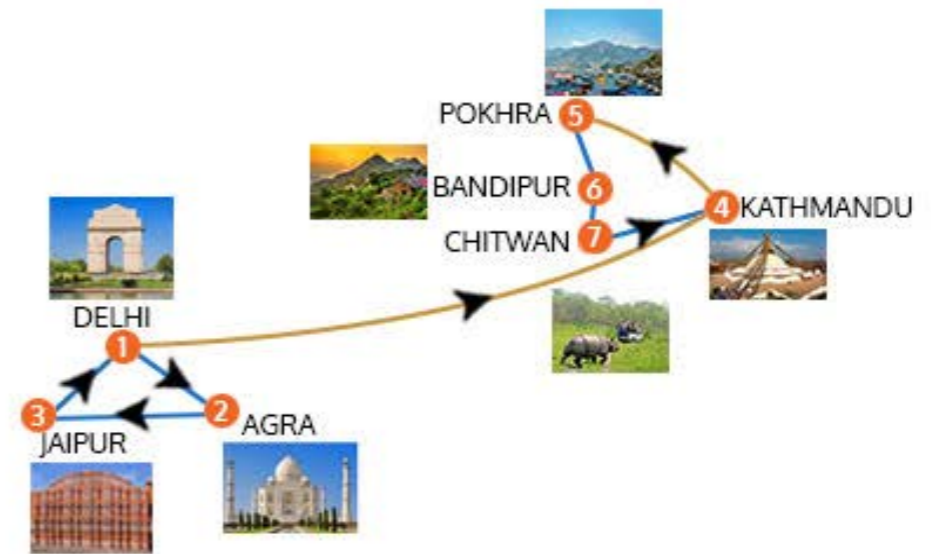 POKHRA 5
BANDIPUR 6
4 KATHMANDU
CHITWAN 7
DELHI
1
3
2 AGRA
JAIPUR